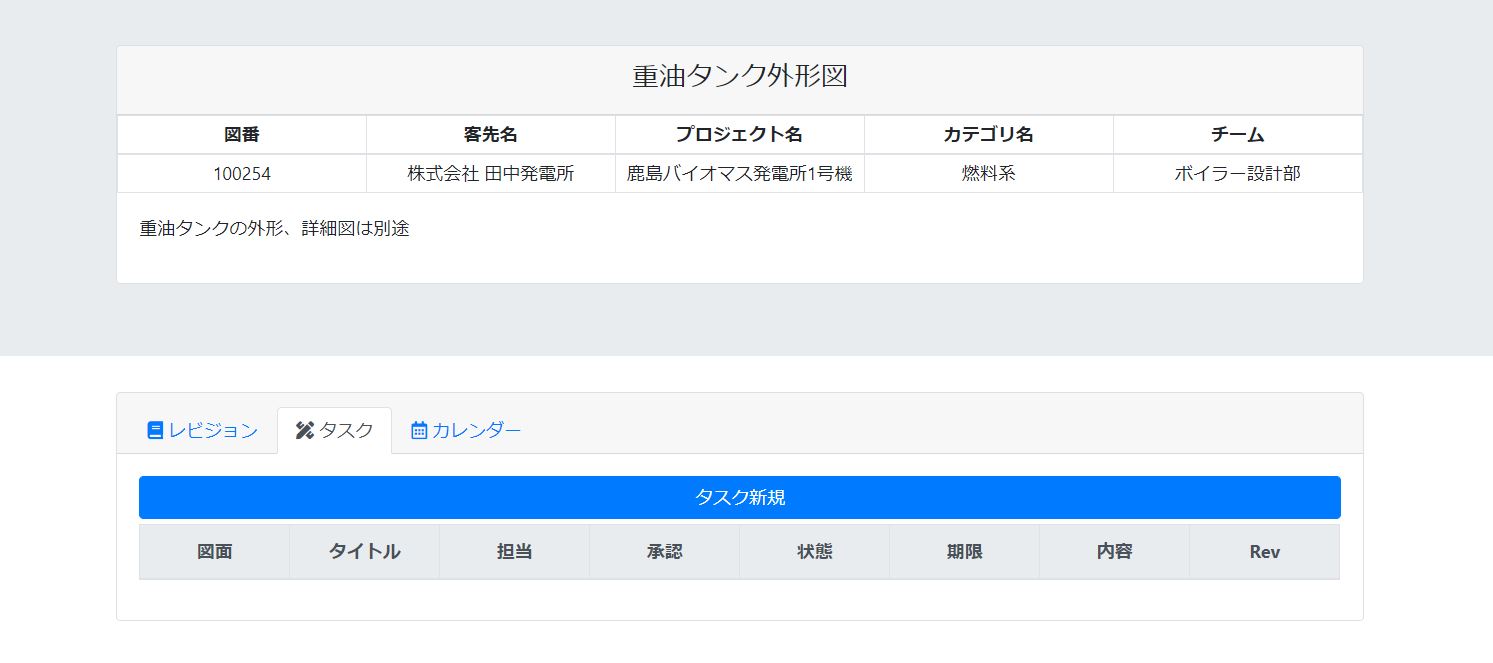 重油タンク外形図
図番 客先名 プロジェクト名 カテゴリ名 チーム
100254 株式会社 田中発電所 鹿島バイオマス発電所1号機 燃料系 ボイラー設計部
重油タンクの外形、詳細図は別途
レビジョン タスク カレンダー
タスク新規
図面 タイトル 担当 承認 状態 期限 内容 Rev